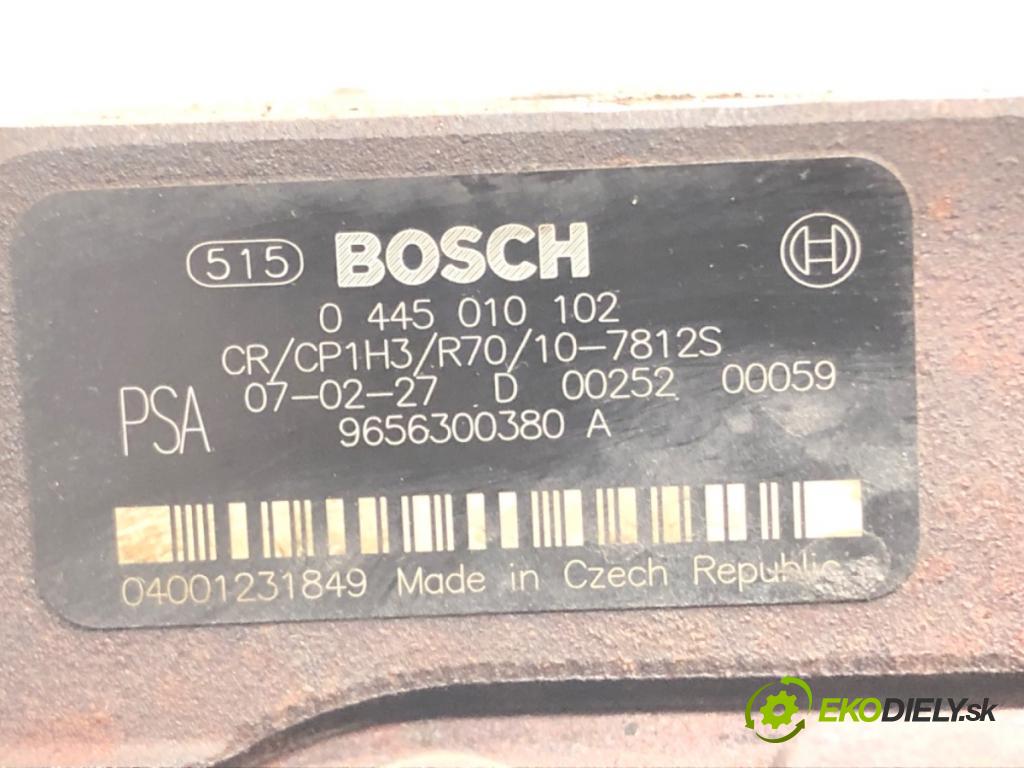 515 BOSCH
0 445 010 102
CR/CP1H3/R70/10-7812S
07-02-27 D 00252 00059
PSA 9656300380 A
04001231849 Made in Czech Republic
EKODIELY.sk